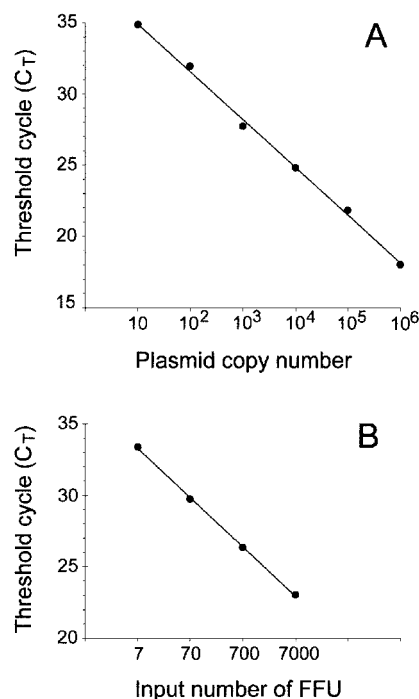 A
Threshold cycle (CT)
35
30
25
20
15
10 10² 10³ 10⁴ 10⁵ 10⁶
Plasmid copy number
B
Threshold cycle (CT)
35
30
25
20
7 70 700 7000
Input number of FFU